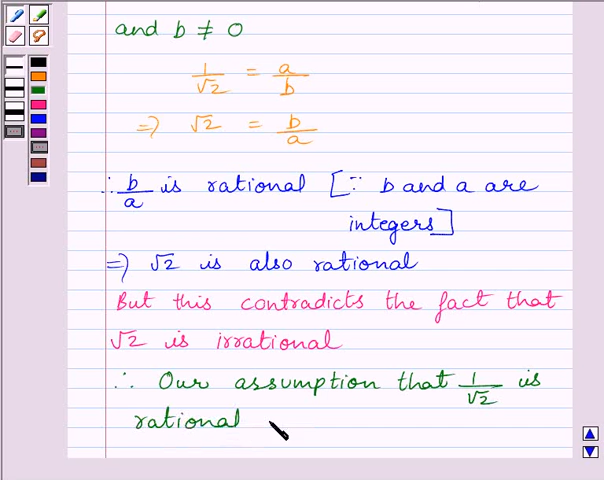 and b ≠ 0
1/√2 = a/b
=> √2 = b/a
∴ b/a is rational [∵ b and a are
integers]
=> √2 is also rational
But this contradicts the fact that
√2 is irrational
∴ Our assumption that 1/√2 is
rational